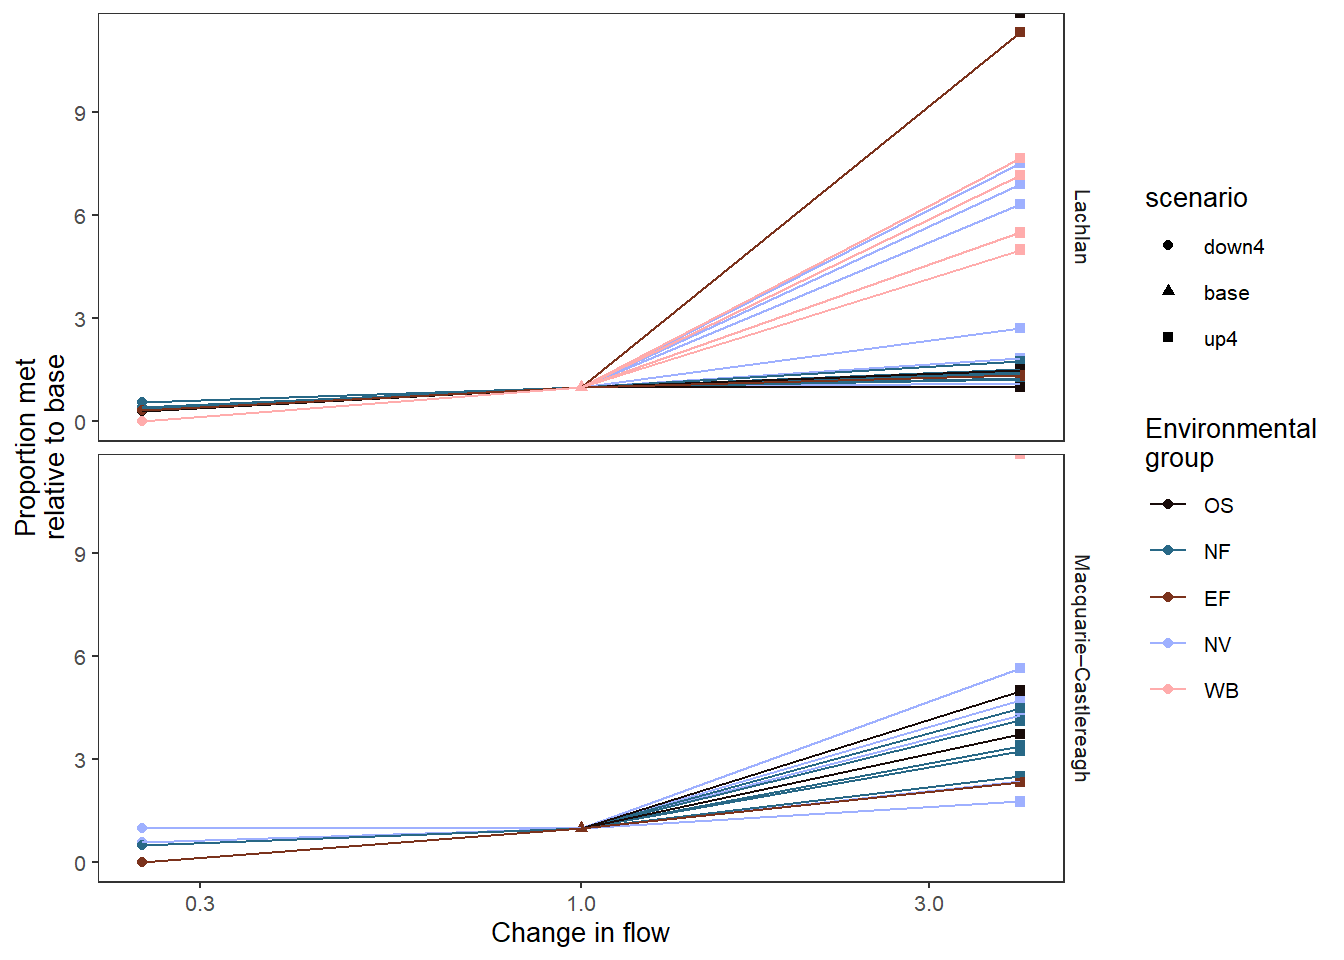 Proportion met
relative to base
9
6
3
0
Lachlan
9
6
3
0
Macquarie–Castlereagh
0.3
1.0
3.0
Change in flow
scenario
down4
base
up4
Environmental
group
OS
NF
EF
NV
WB